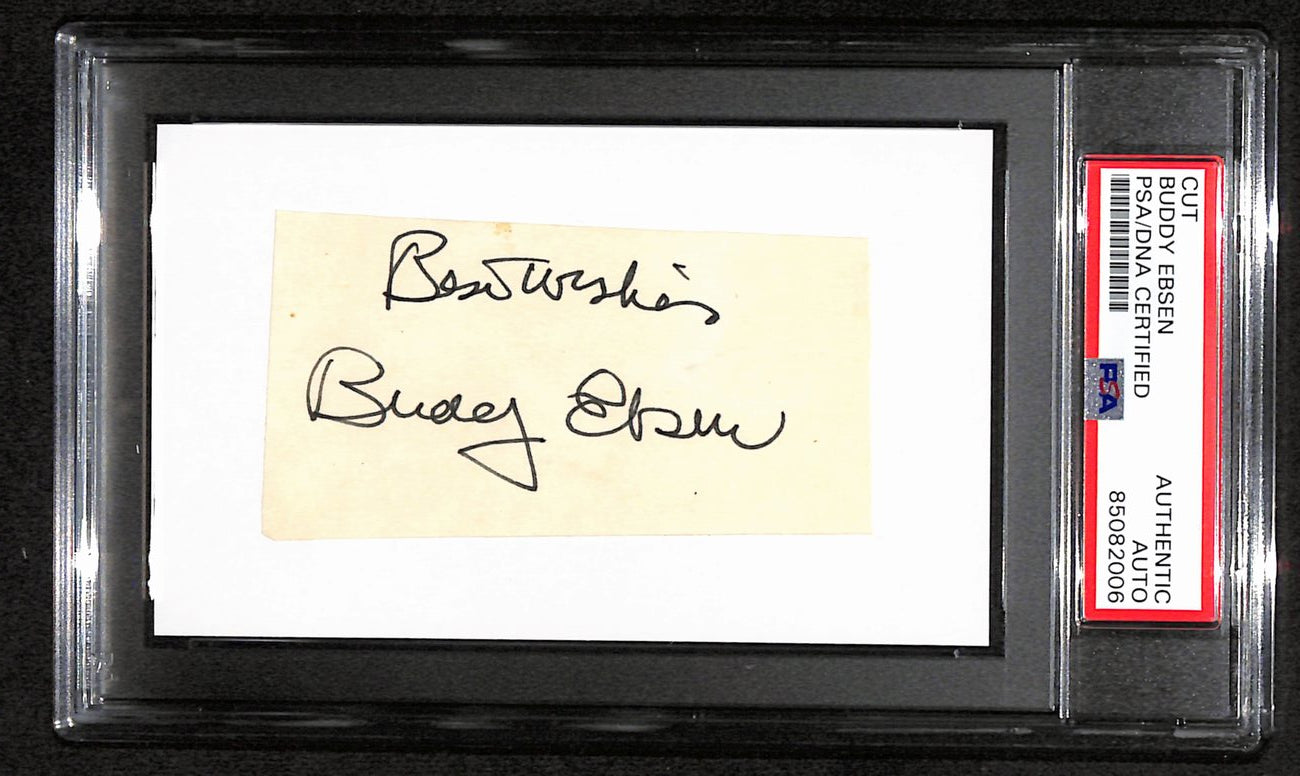 Best wishes
Buddy Ebsen
CUT
BUDDY EBSEN
PSA/DNA CERTIFIED
PSA
AUTHENTIC
AUTO
85082006